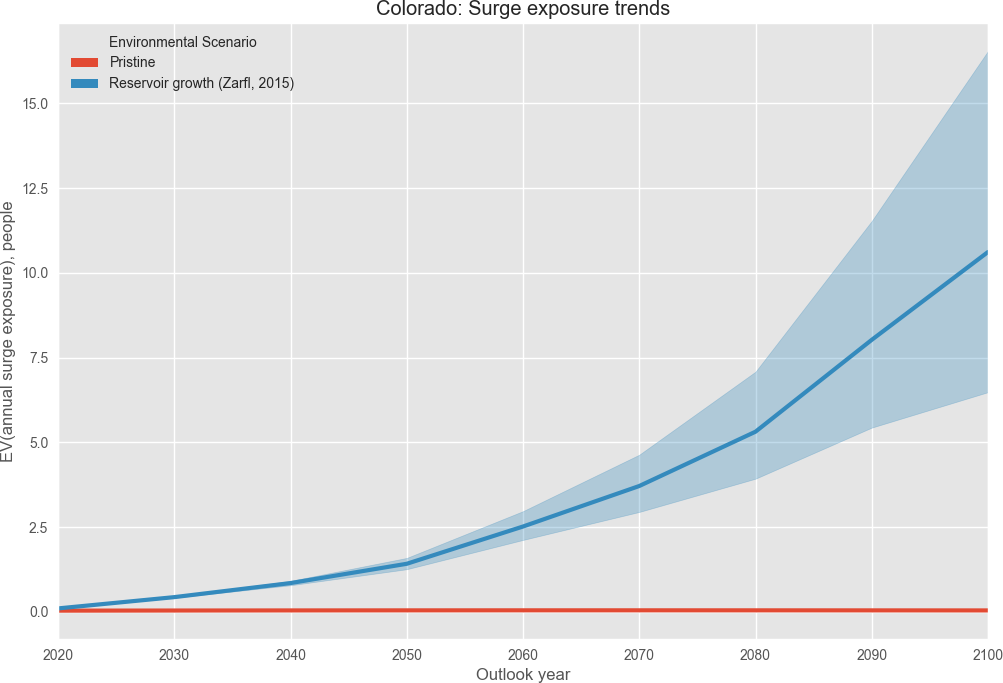 Colorado: Surge exposure trends
Environmental Scenario
Pristine
Reservoir growth (Zarfl, 2015)
EV(annual surge exposure), people
15.0
12.5
10.0
7.5
5.0
2.5
0.0
2020 2030 2040 2050 2060 2070 2080 2090 2100
Outlook year